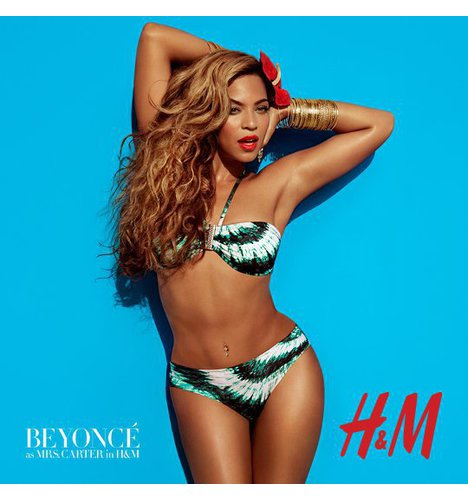 BEYONCÉ
as MRS. CARTER in H&M
H&M